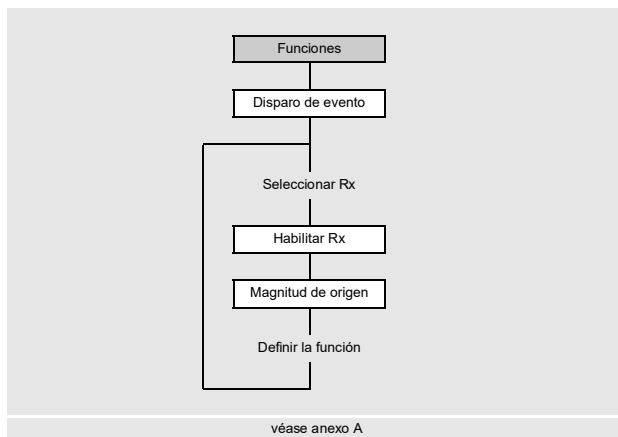 Funciones
Disparo de evento
Seleccionar Rx
Habilitar Rx
Magnitud de origen
Definir la función
véase anexo A